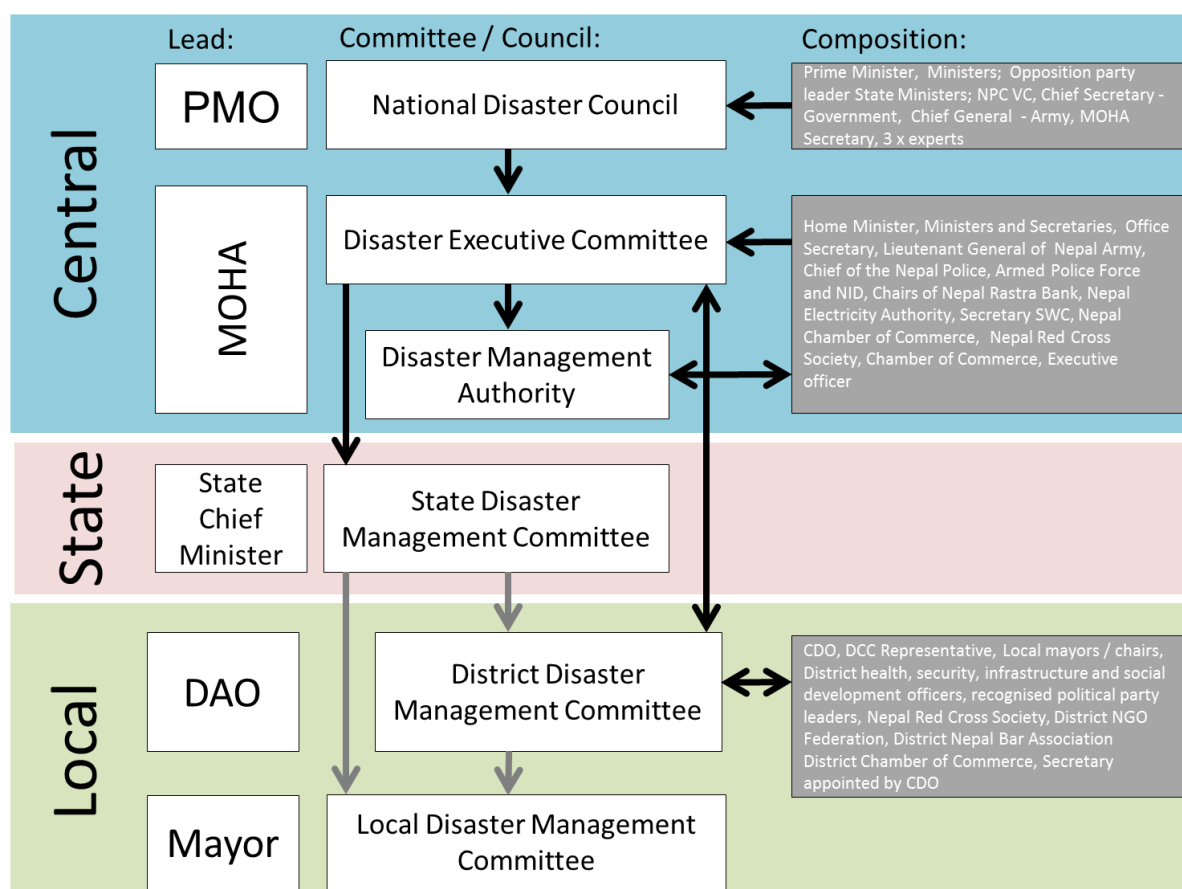 Lead:
Committee / Council:
Composition:
Central
PMO
National Disaster Council
Prime Minister,  Ministers;  Opposition party
leader State Ministers; NPC VC, Chief Secretary -
Government,  Chief General  - Army, MOHA
Secretary, 3 x experts
MOHA
Disaster Executive Committee
Home Minister, Ministers and Secretaries,  Office
Secretary, Lieutenant General of  Nepal Army,
Chief of the Nepal Police, Armed Police Force
and NID, Chairs of Nepal Rastra Bank, Nepal
Electricity Authority, Secretary SWC, Nepal
Chamber of Commerce,  Nepal Red Cross
Society, Chamber of Commerce, Executive
officer
Disaster Management
Authority
State
State
Chief
Minister
State Disaster
Management Committee
Local
DAO
District Disaster
Management Committee
CDO, DCC Representative, Local mayors / chairs,
District health, security, infrastructure and social
development officers, recognised political party
leaders, Nepal Red Cross Society, District NGO
Federation, District Nepal Bar Association
District Chamber of Commerce, Secretary
appointed by CDO
Mayor
Local Disaster Management
Committee